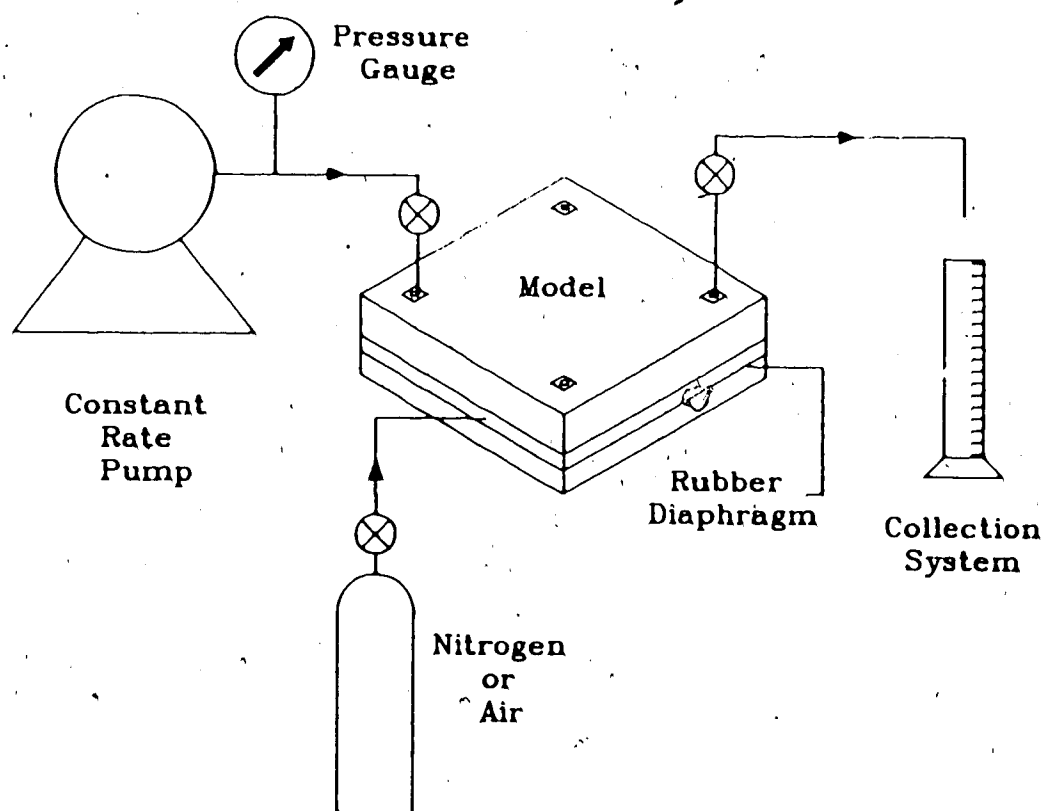 Pressure
Gauge
Model
Constant
Rate
Pump
Rubber
Diaphragm
Collection
System
Nitrogen
or
Air